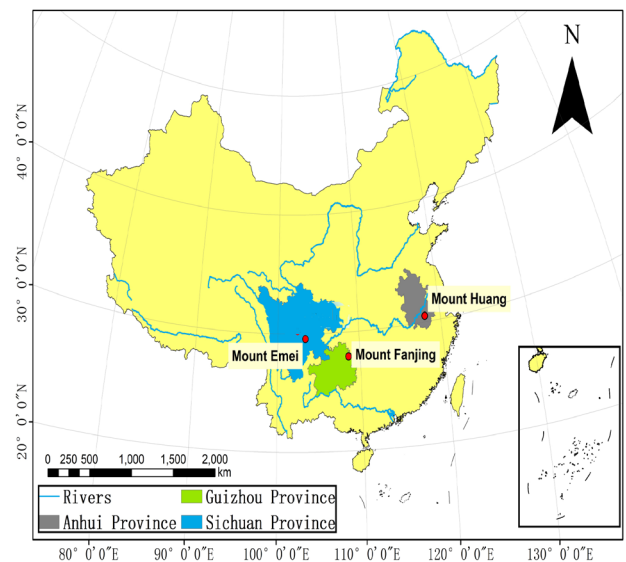 N
40° 0'0"N
30° 0'0"N
20° 0'0"N
Mount Huang
Mount Emei
Mount Fanjing
0 250 500 1,000 1,500 2,000
km
Rivers
Guizhou Province
Anhui Province
Sichuan Province
80° 0'0"E 90° 0'0"E 100° 0'0"E 110° 0'0"E 120° 0'0"E 130° 0'0"E